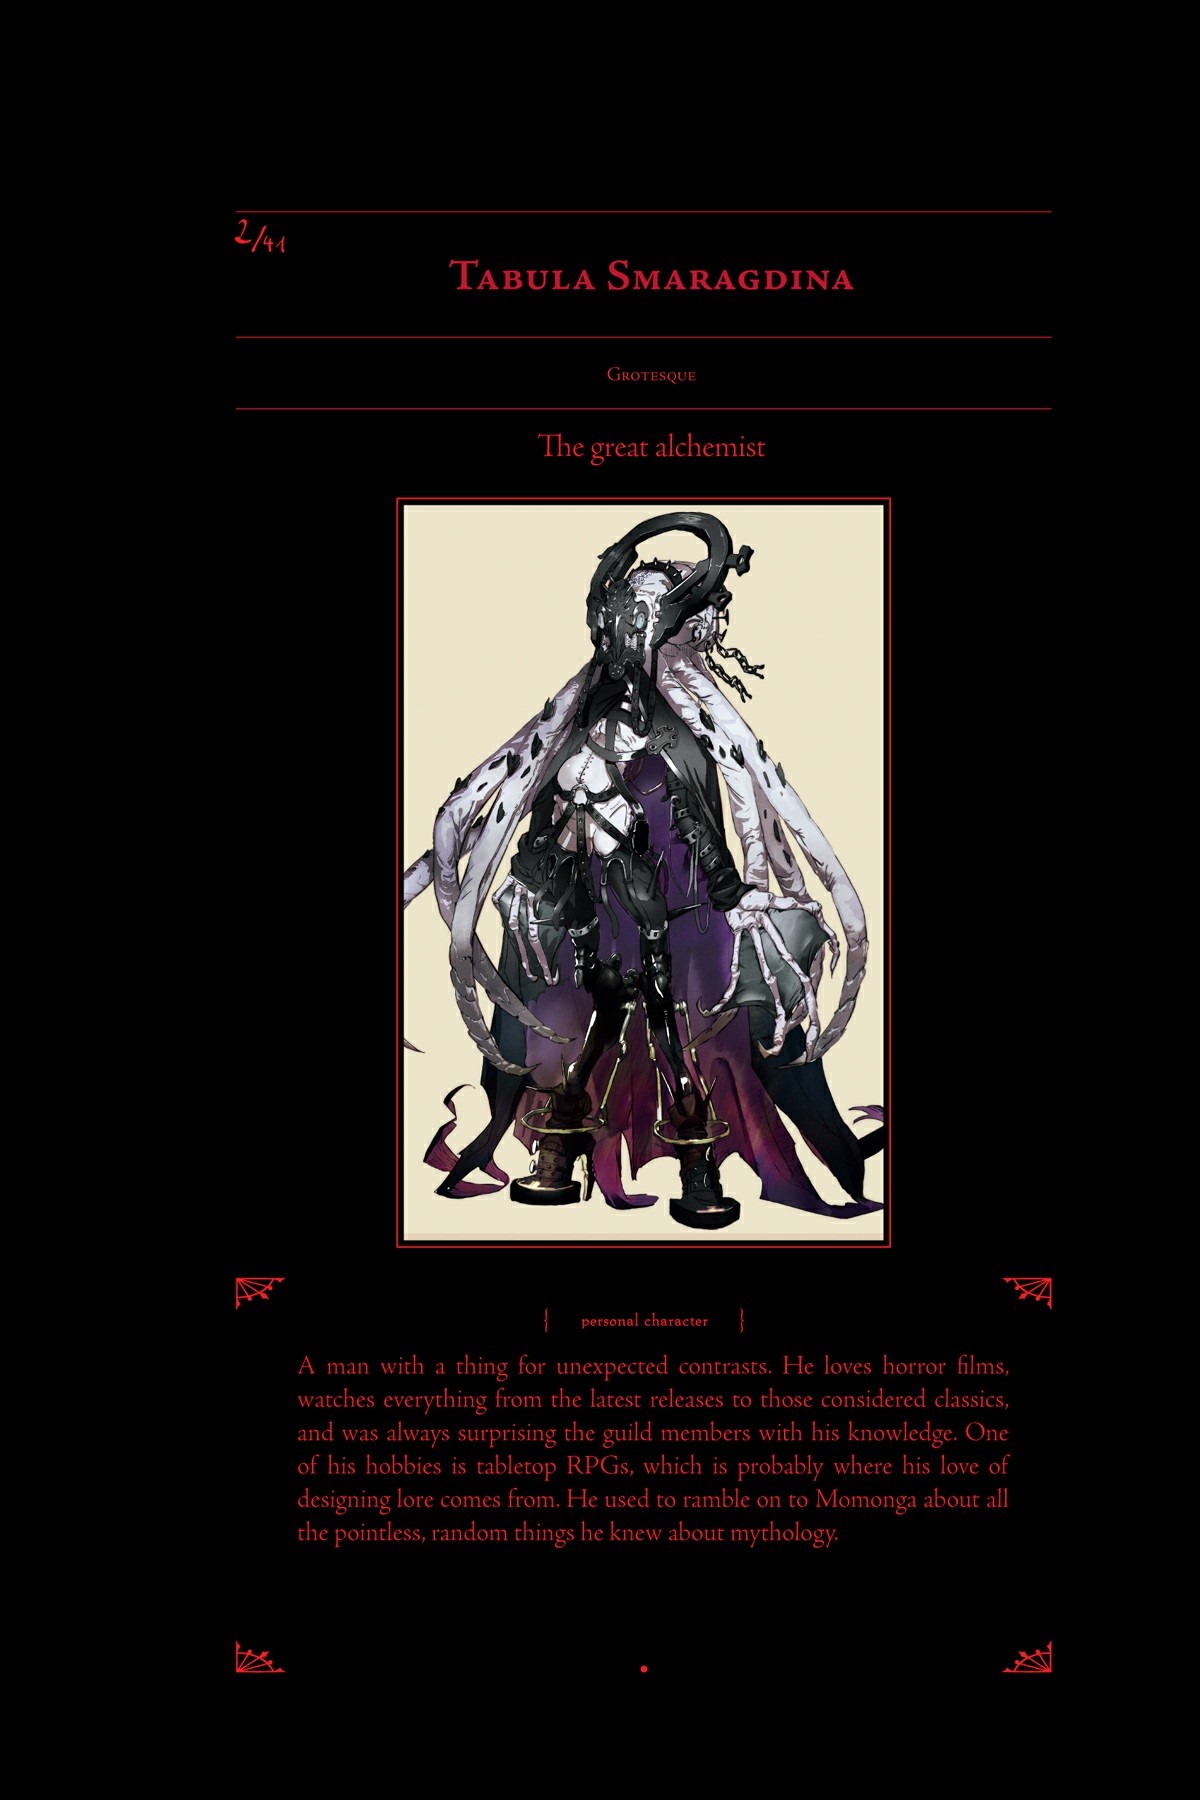 2/41
Tabula Smaragdina
Grotesque
The great alchemist
{ personal character }
A man with a thing for unexpected contrasts. He loves horror films,
watches everything from the latest releases to those considered classics,
and was always surprising the guild members with his knowledge. One
of his hobbies is tabletop RPGs, which is probably where his love of
designing lore comes from. He used to ramble on to Momonga about all
the pointless, random things he knew about mythology.